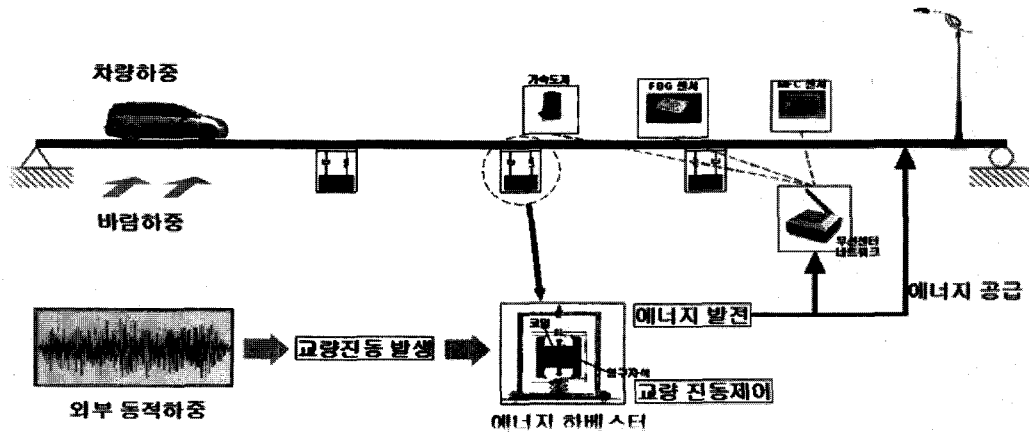 차량하중
가속도계
FBG 센서
MFC 센서
바람하중
무선센터
네트워크
에너지 공급
에너지 발전
코일
영구자석
교량진동 발생
교량 진동제어
외부 동적하중
에너지 하베스터